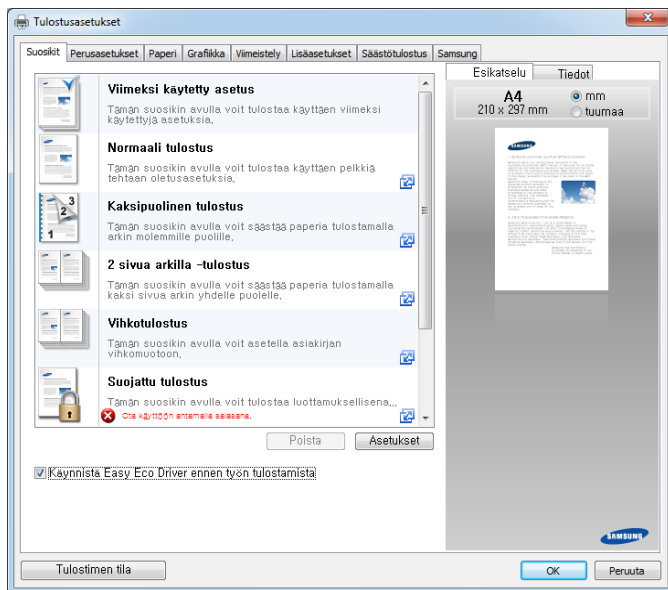 Tulostusasetukset
Suosikit Perusasetukset Paperi Grafiikka Viimeistely Lisäasetukset Säästötulostus Samsung
Viimeksi käytetty asetus
Tämän suosikin avulla voit tulostaa käyttäen viimeksi
käytettyjä asetuksia.
Normaali tulostus
Tämän suosikin avulla voit tulostaa käyttäen pelkkiä
tehtaan oletusasetuksia.
Kaksipuolinen tulostus
Tämän suosikin avulla voit säästää paperia tulostamalla
arkin molemmille puolille.
1 2 3
2 sivua arkilla -tulostus
Tämän suosikin avulla voit säästää paperia tulostamalla
kaksi sivua arkin yhdelle puolelle.
Vihkotulostus
Tämän suosikin avulla voit asetella asiakirjan
vihkomuotoon.
Suojattu tulostus
Tämän suosikin avulla voit tulostaa luottamuksellisena...
Ota käyttöön antamalla salasana.
Poista Asetukset
Käynnistä Easy Eco Driver ennen työn tulostamista
Esikatselu Tiedot
A4
210 x 297 mm
mm
tuumaa
SAMSUNG
SAMSUNG
Tulostimen tila
OK Peruuta